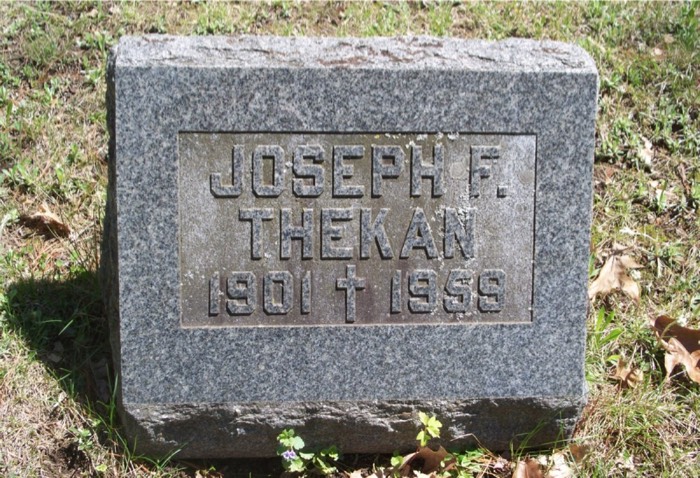 JOSEPH F.
THEKAN
1901 ✝ 1959